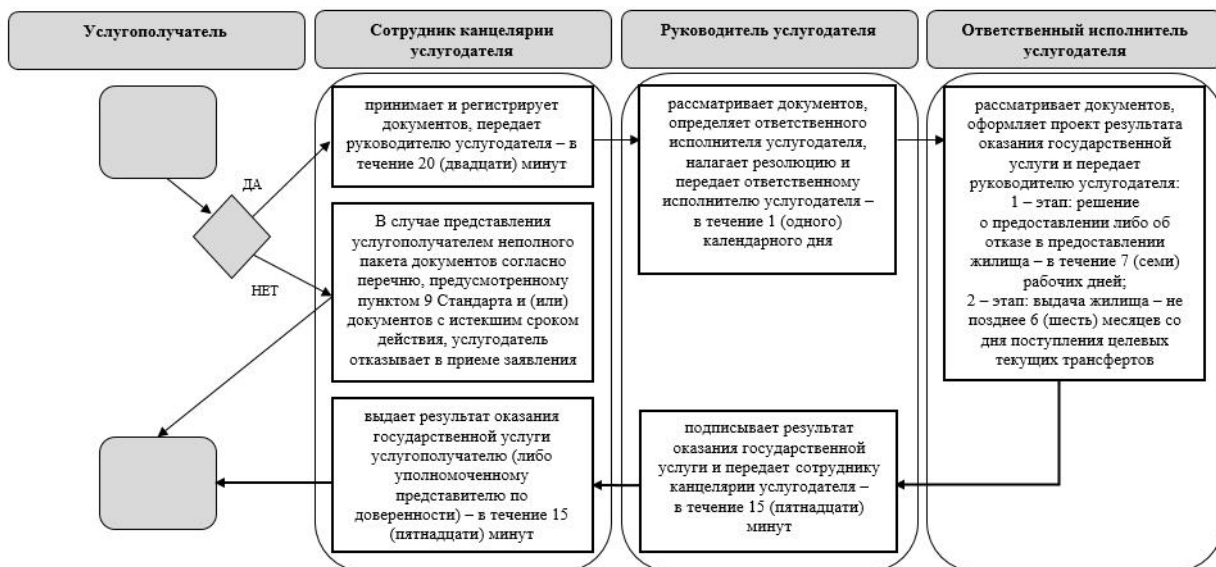 Услугополучатель
Сотрудник канцелярии
услугодателя
Руководитель услугодателя
Ответственный исполнитель
услугодателя
ДА
НЕТ
принимает и регистрирует
документов, передает
руководителю услугодателя – в
течение 20 (двадцати) минут
В случае представления
услугополучателем неполного
пакета документов согласно
перечню, предусмотренному
пунктом 9 Стандарта и (или)
документов с истекшим сроком
действия, услугодатель
отказывает в приеме заявления
рассматривает документов,
определяет ответственного
исполнителя услугодателя,
налагает резолюцию и
передает ответственному
исполнителю услугодателя –
в течение 1 (одного)
календарного дня
рассматривает документов,
оформляет проект результата
оказания государственной
услуги и передает
руководителю услугодателя:
1 – этап: решение
о предоставлении либо об
отказе в предоставлении
жилища – в течение 7 (семи)
рабочих дней;
2 – этап: выдача жилища – не
позднее 6 (шесть) месяцев со
дня поступления целевых
текущих трансфертов
выдает результат оказания
государственной услуги
услугополучателю (либо
уполномоченному
представителю по
доверенности) – в течение 15
(пятнадцати) минут
подписывает результат
оказания государственной
услуги и передает сотруднику
канцелярии услугодателя –
в течение 15 (пятнадцати)
минут